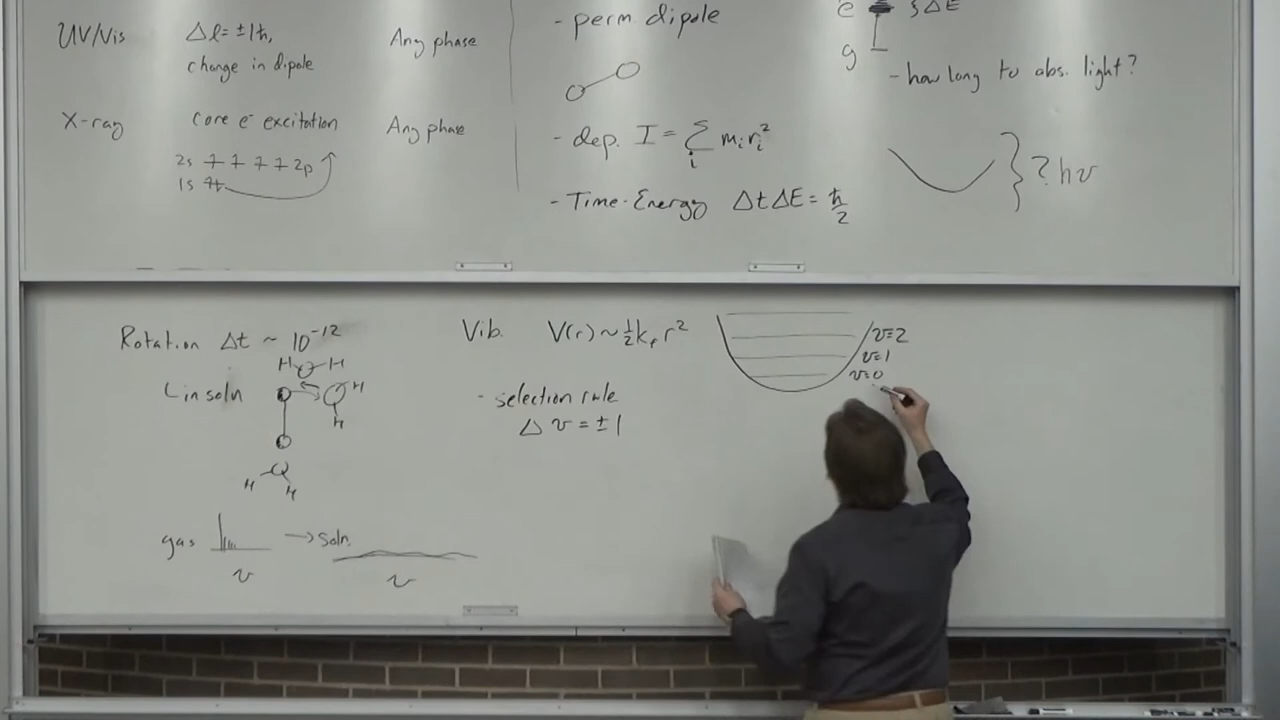 UV/Vis Δl = ±1ħ, Any phase
change in dipole
X-ray core e⁻ excitation Any phase
2s 2p
1s
- perm dipole
- dep. I = Σ mᵢrᵢ²
i
- Time-Energy ΔtΔE = ħ/2
e } ΔE
g
- how long to abs. light?
} ? hν
Rotation Δt ~ 10⁻¹²
H O H
in soln H
H
H H
gas → soln.
ν ν
Vib. V(r) ~ ½k_f r²
- selection rule
Δv = ±1
v=2
v=1
v=0